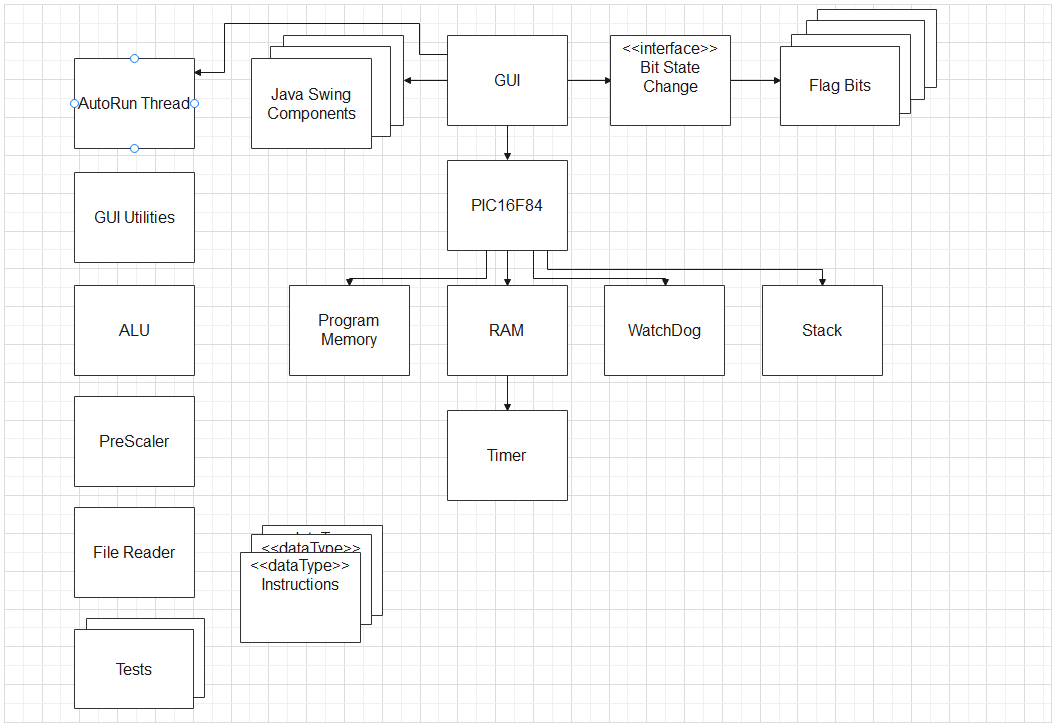 <<interface>>
Bit State
Change
GUI
Flag Bits
AutoRun Thread
Java Swing
Components
PIC16F84
GUI Utilities
Program
Memory
RAM
WatchDog
Stack
ALU
PreScaler
Timer
File Reader
<<dataType>>
<<dataType>>
Instructions
Tests